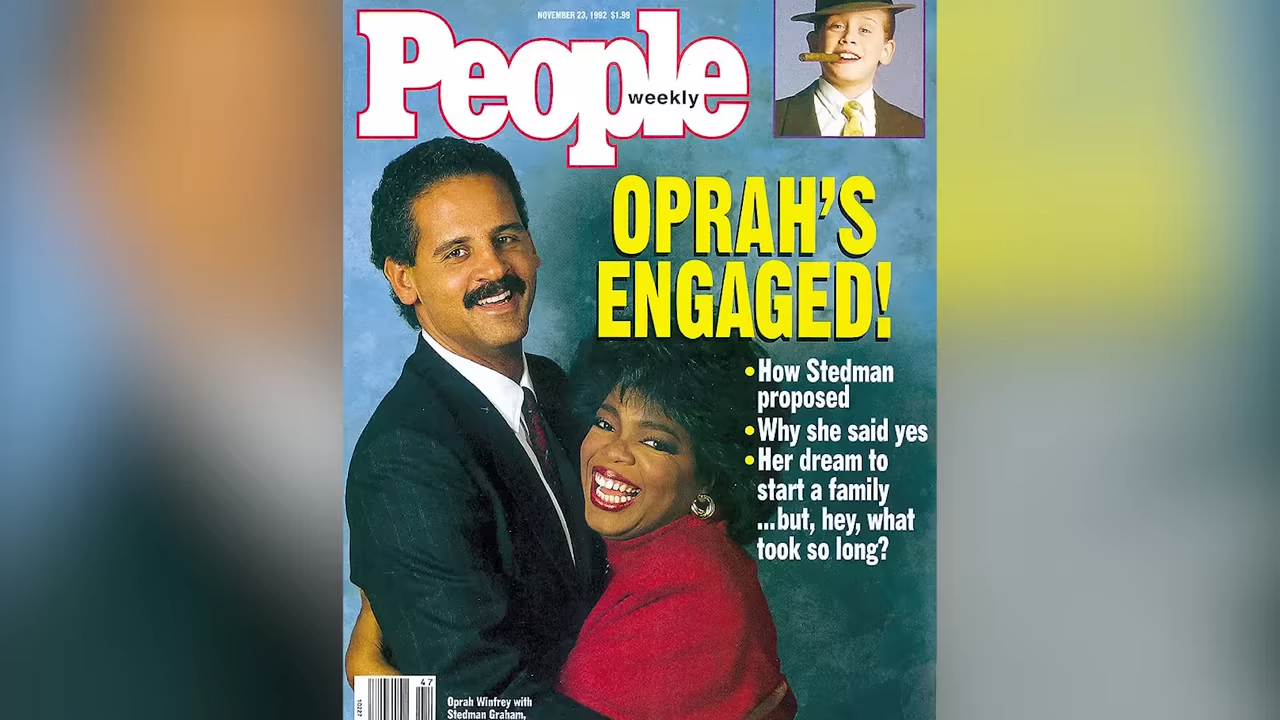 NOVEMBER 23, 1992 $1.99
People
weekly
OPRAH'S
ENGAGED!
•How Stedman
proposed
•Why she said yes
•Her dream to
start a family
...but, hey, what
took so long?
47
10227
Oprah Winfrey with
Stedman Graham,